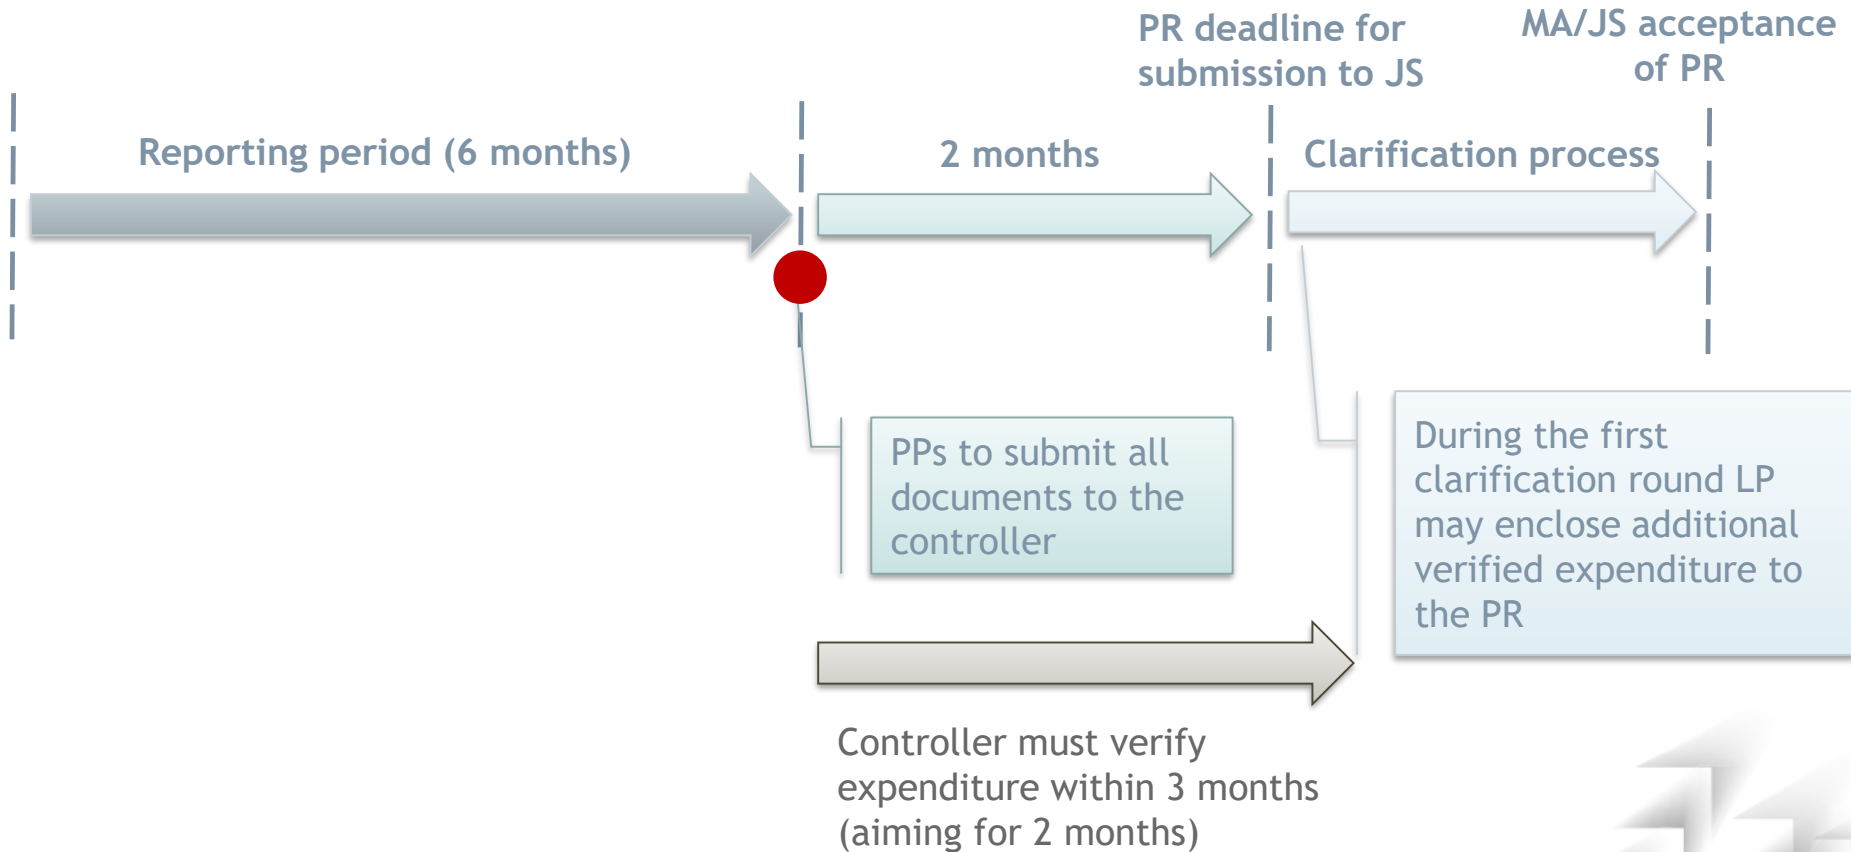 PR deadline for
submission to JS
MA/JS acceptance
of PR
Reporting period (6 months)
2 months
Clarification process
PPs to submit all
documents to the
controller
During the first
clarification round LP
may enclose additional
verified expenditure to
the PR
Controller must verify
expenditure within 3 months
(aiming for 2 months)